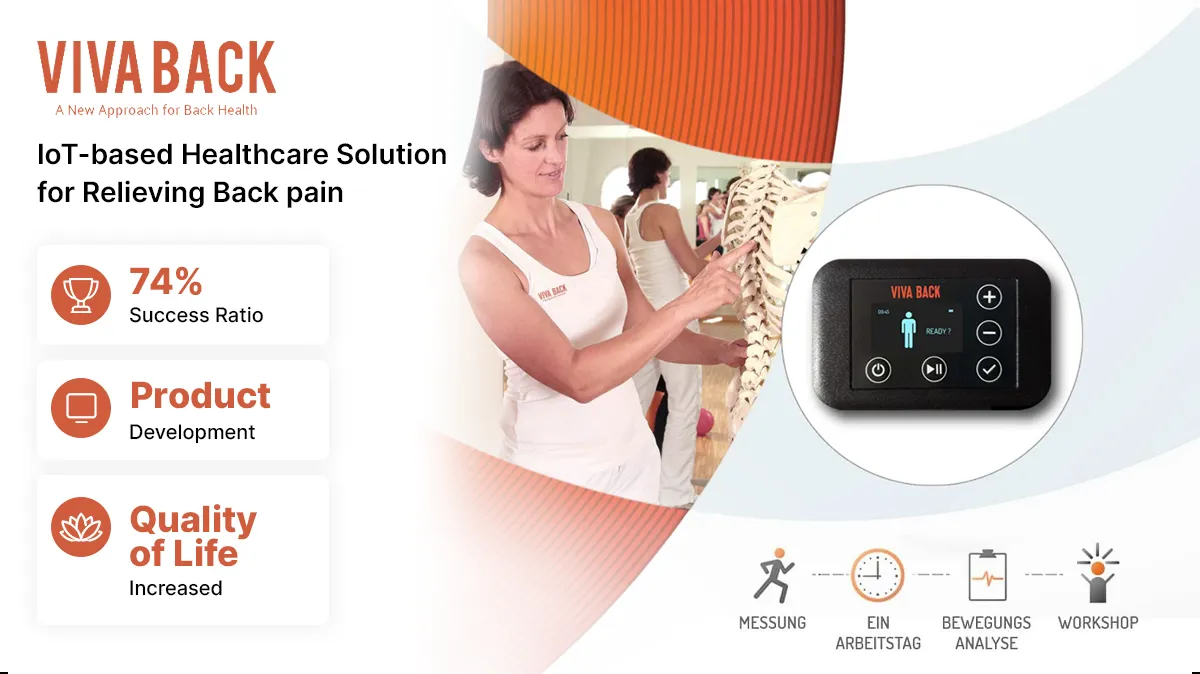 VIVA BACK
A New Approach for Back Health
IoT-based Healthcare Solution
for Relieving Back pain
74%
Success Ratio
Product
Development
Quality
of Life
Increased
VIVA BACK
VIVA BACK
READY ?
MESSUNG
EIN
ARBEITSTAG
BEWEGUNGS
ANALYSE
WORKSHOP